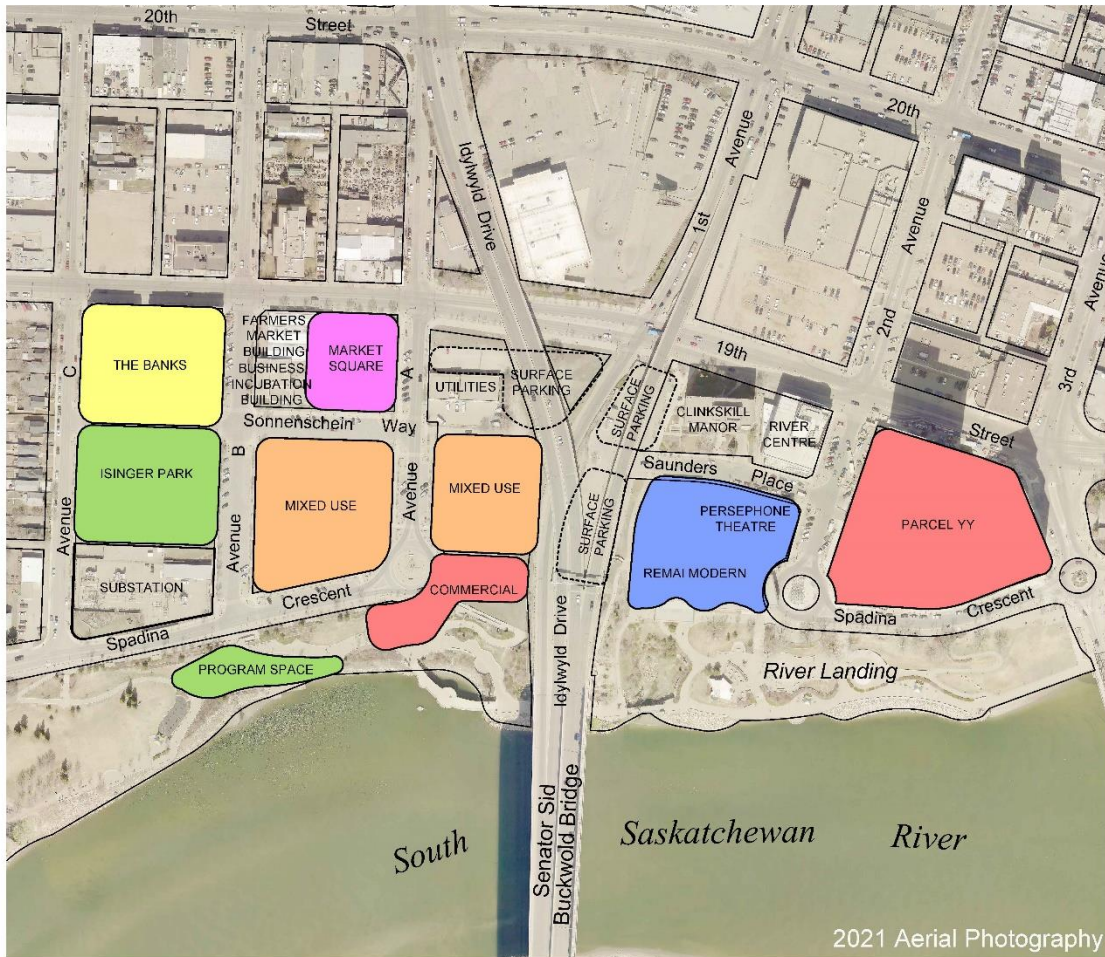 20th
Street
20th
Idylwyld Drive
1st
Avenue
2nd
Avenue
3rd
Avenue
19th
Street
THE BANKS
FARMERS
MARKET
BUILDING
BUSINESS
INCUBATION
BUILDING
MARKET
SQUARE
A
C
UTILITIES
SURFACE
PARKING
SURFACE
PARKING
CLINKSKILL
MANOR
RIVER
CENTRE
Sonnenschein Way
ISINGER PARK
B
Avenue
Avenue
Avenue
MIXED USE
MIXED USE
SURFACE
PARKING
Saunders Place
PERSEPHONE
THEATRE
REMAI MODERN
PARCEL YY
SUBSTATION
COMMERCIAL
Spadina
Crescent
Spadina
Crescent
PROGRAM SPACE
Idylwyld Drive
River Landing
Senator Sid
Buckwold Bridge
South
Saskatchewan
River
2021 Aerial Photography